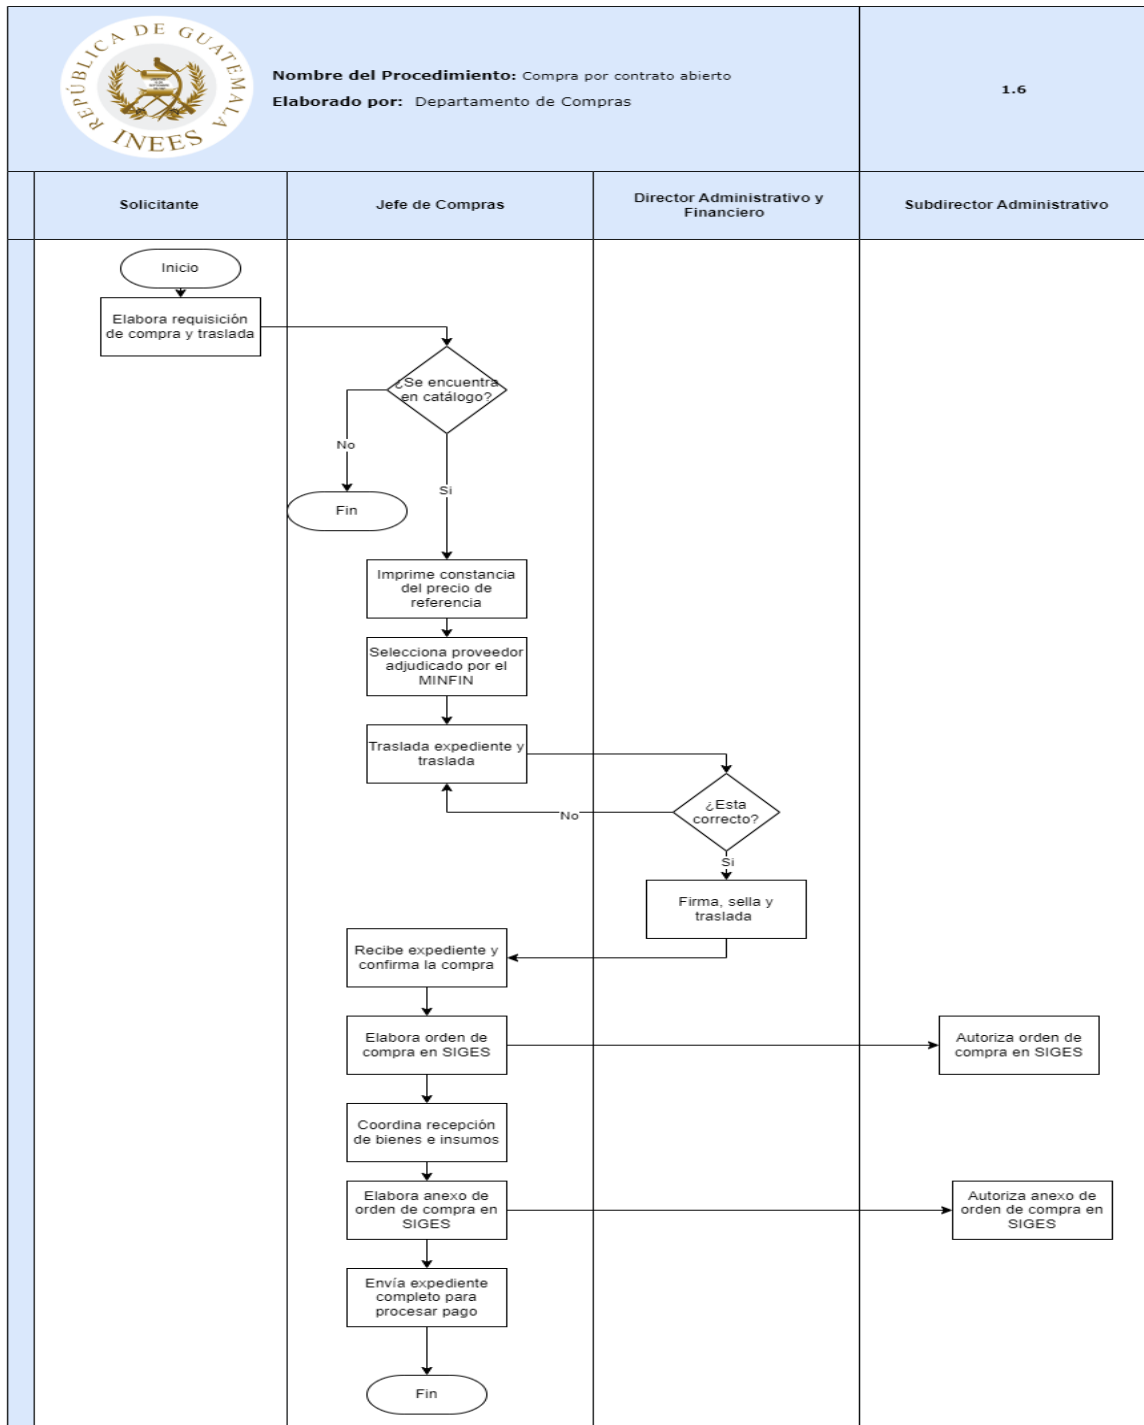 REPÚBLICA DE GUATEMALA
INEES
Nombre del Procedimiento: Compra por contrato abierto
Elaborado por: Departamento de Compras
1.6
Solicitante
Jefe de Compras
Director Administrativo y
Financiero
Subdirector Administrativo
Inicio
Elabora requisición
de compra y traslada
¿Se encuentra
en catálogo?
No
Si
Fin
Imprime constancia
del precio de
referencia
Selecciona proveedor
adjudicado por el
MINFIN
Traslada expediente y
traslada
¿Esta
correcto?
No
Si
Firma, sella y
traslada
Recibe expediente y
confirma la compra
Elabora orden de
compra en SIGES
Autoriza orden de
compra en SIGES
Coordina recepción
de bienes e insumos
Elabora anexo de
orden de compra en
SIGES
Autoriza anexo de
orden de compra en
SIGES
Envía expediente
completo para
procesar pago
Fin